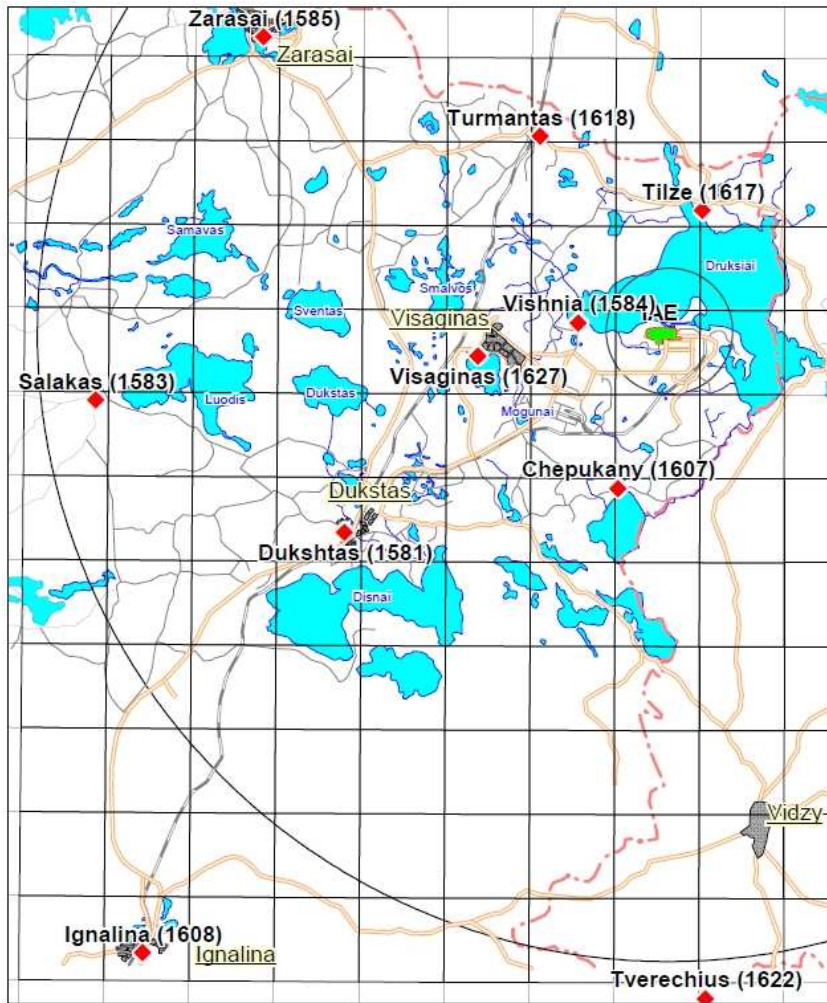 Zarasai (1585)
Zarasai
Turmantas (1618)
Tilze (1617)
Samavas
Druksiai
Smalvos
Sventas
Vishnia (1584)
IAE
Visaginas
Visaginas (1627)
Salakas (1583)
Luodis
Dukstas
Mogunai
Chepukany (1607)
Dukstas
Dukshtas (1581)
Disnai
Vidzy
Ignalina (1608)
Ignalina
Tverechius (1622)